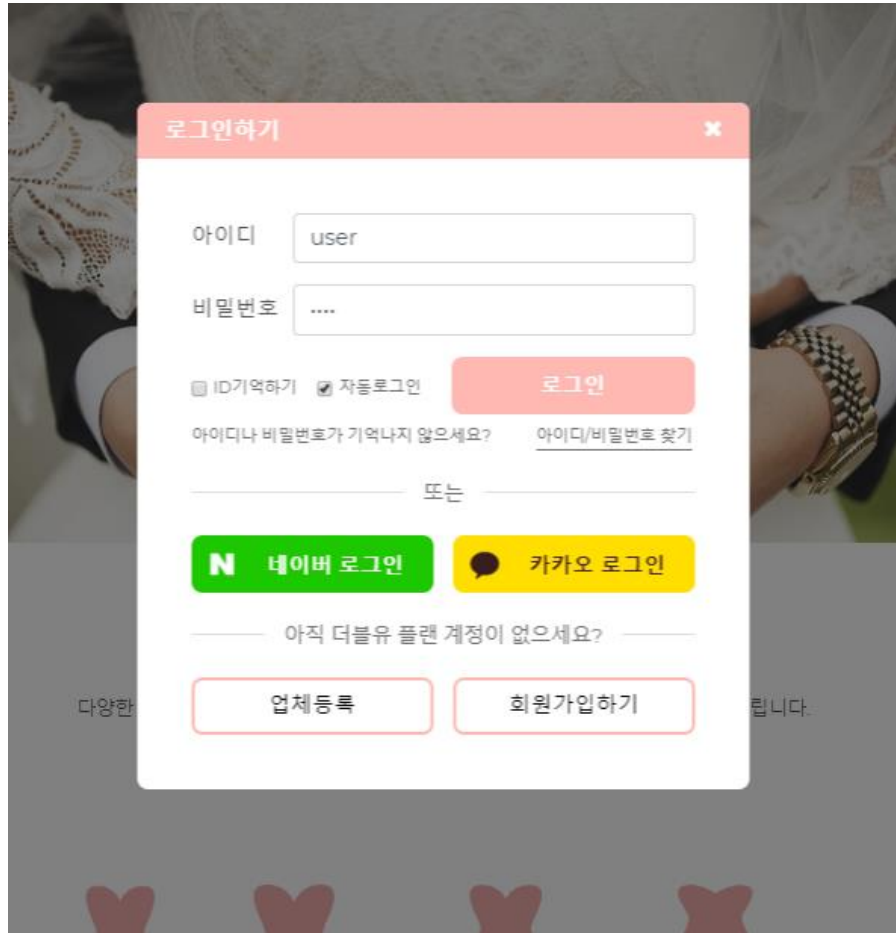 로그인하기 ✖
아이디 user
비밀번호 ····
ID기억하기 자동로그인 로그인
아이디나 비밀번호가 기억나지 않으세요? 아이디/비밀번호 찾기
또는
N 네이버 로그인 카카오 로그인
아직 더블유 플랜 계정이 없으세요?
업체등록 회원가입하기
다양한 립니다.